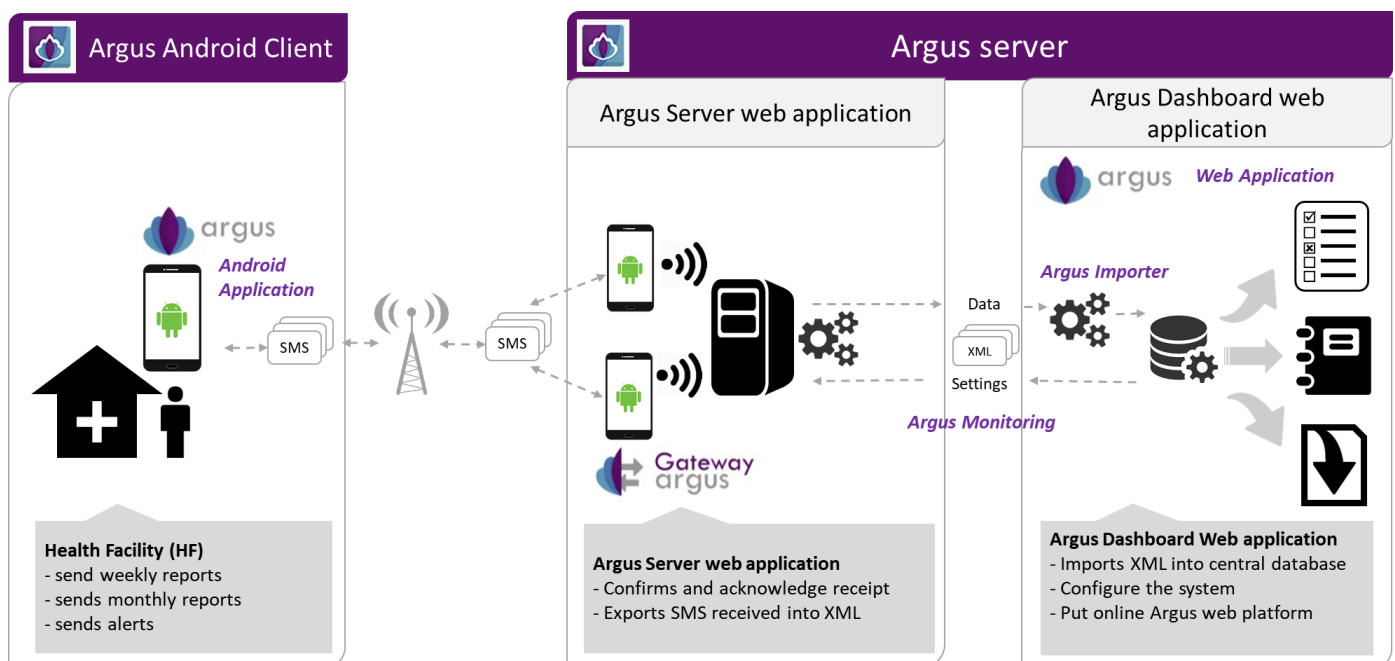 Argus Android Client
argus
Android
Application
SMS
SMS
Health Facility (HF)
- send weekly reports
- sends monthly reports
- sends alerts
Argus server
Argus Server web application
Gateway
argus
Argus Server web application
- Confirms and acknowledge receipt
- Exports SMS received into XML
Data
XML
Settings
Argus Monitoring
Argus Dashboard web
application
argus
Web Application
Argus Importer
Argus Dashboard Web application
- Imports XML into central database
- Configure the system
- Put online Argus web platform